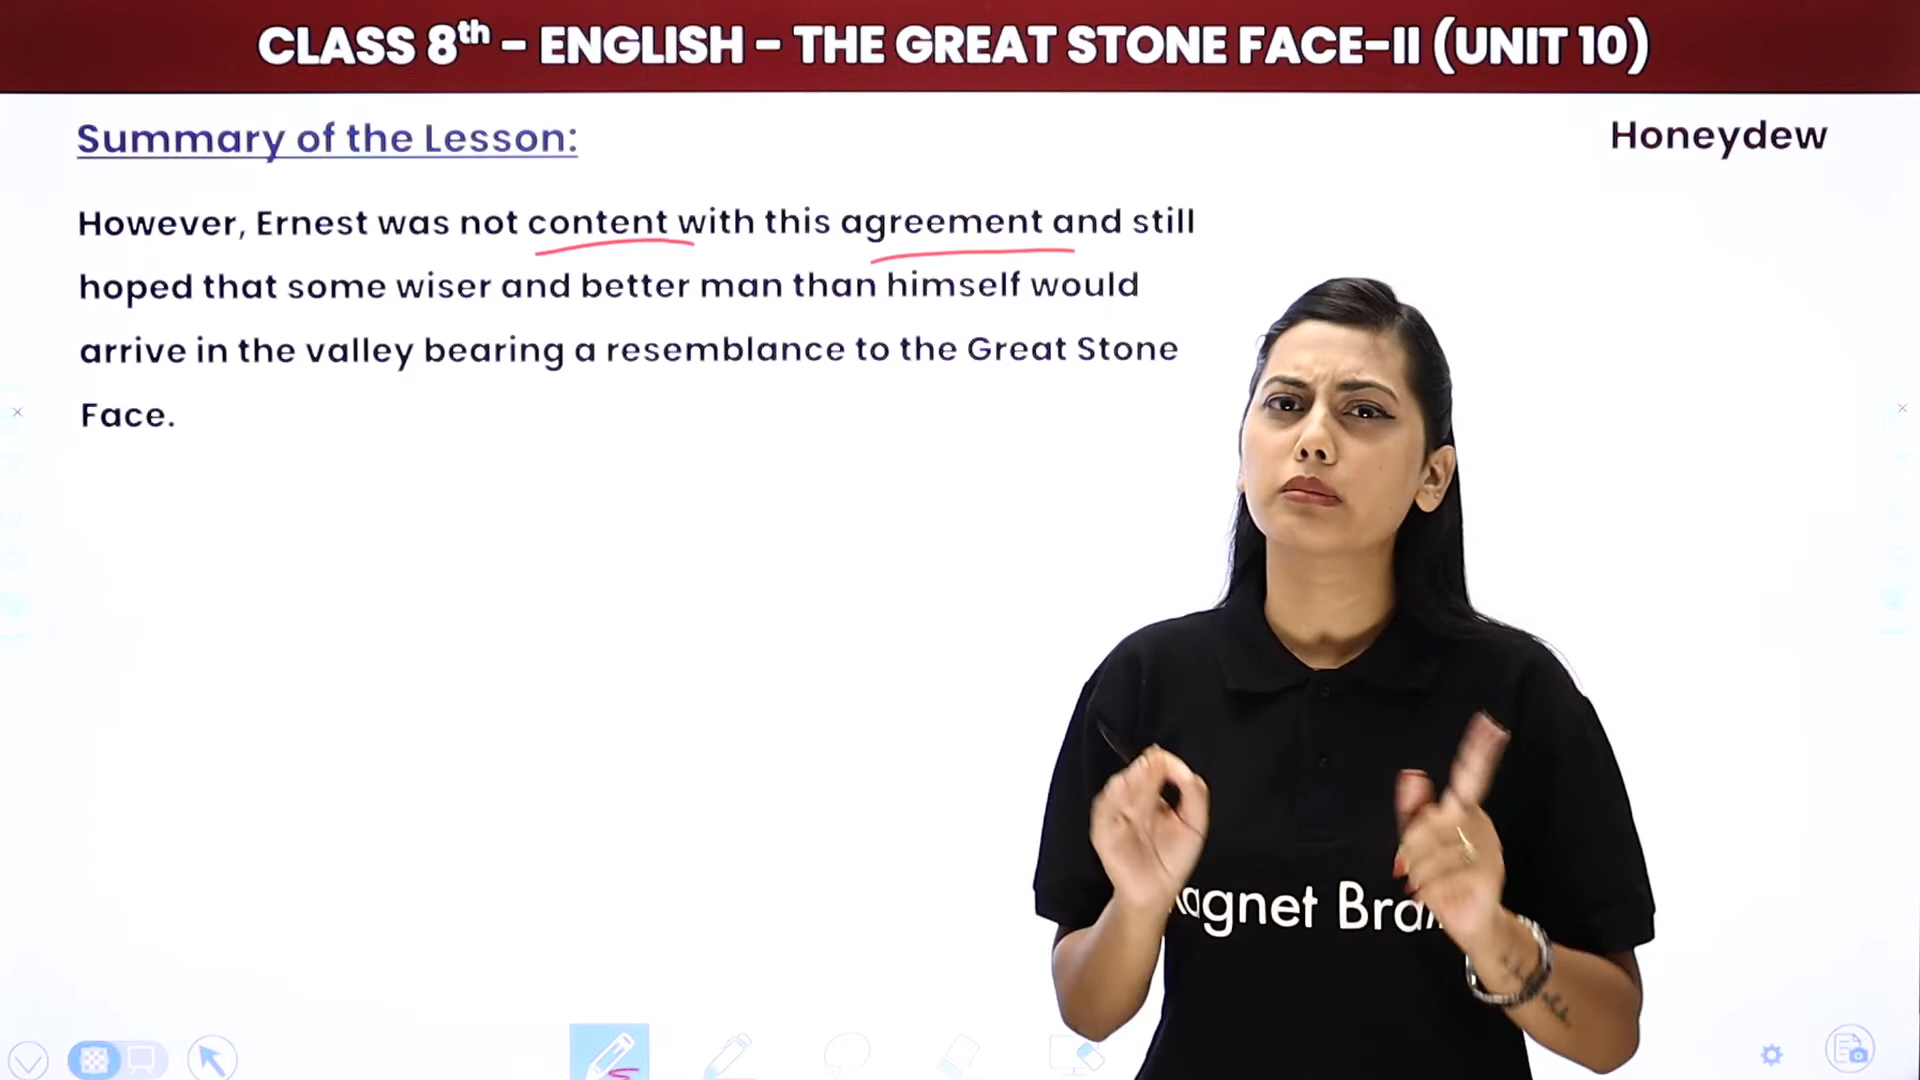 CLASS 8th - ENGLISH - THE GREAT STONE FACE-II (UNIT 10)
Summary of the Lesson:
Honeydew
However, Ernest was not content with this agreement and still
hoped that some wiser and better man than himself would
arrive in the valley bearing a resemblance to the Great Stone
Face.